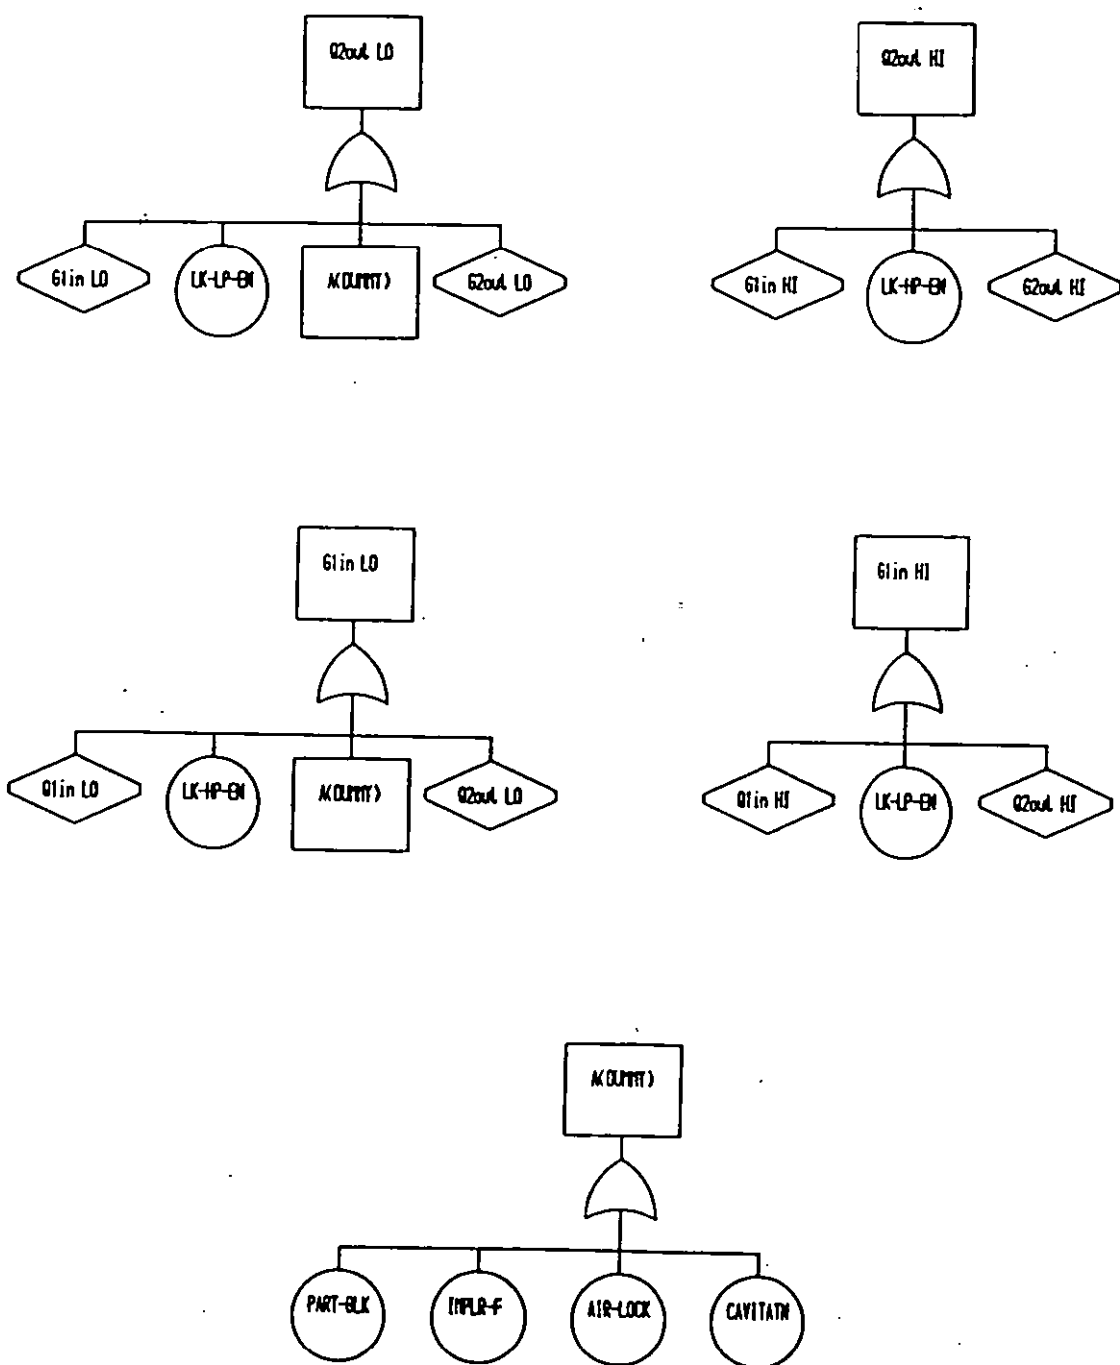 Q2out LO
Q2out HI
G1in LO
LK-LP-EN
A(DUMMY)
G2out LO
G1in HI
LK-HP-EN
G2out HI
G1in LO
G1in HI
Q1in LO
LK-HP-EN
A(DUMMY)
Q2out LO
Q1in HI
LK-LP-EN
Q2out HI
A(DUMMY)
PART-BLK
IMPLR-F
AIR-LOCK
CAVITATN